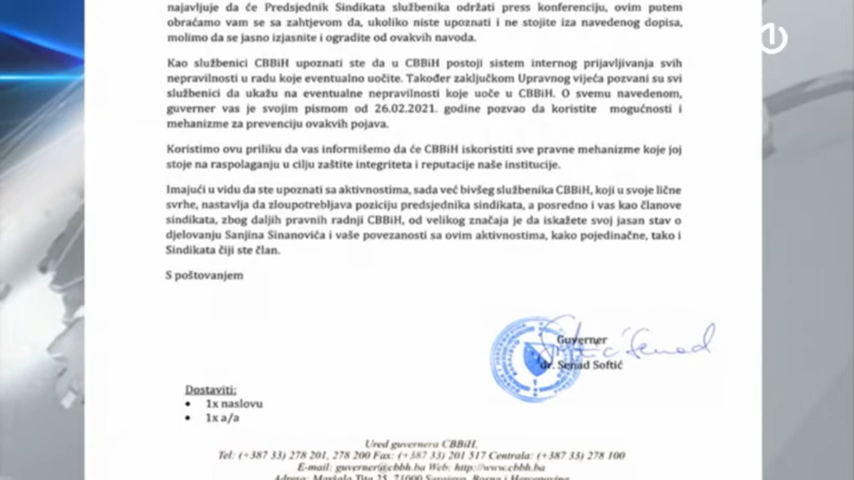 najavljuje da će Predsjednik Sindikata službenika održati press konferenciju, ovim putem
obraćamo vam se sa zahtjevom da, ukoliko niste upoznati i ne stojite iza navedenog dopisa,
molimo da se jasno izjasnite i ogradite od ovakvih navoda.
Kao službenici CBBiH upoznati ste da u CBBiH postoji sistem internog prijavljivanja svih
nepravilnosti u radu koje eventualno uočite. Također zaključkom Upravnog vijeća pozvani su svi
službenici da ukažu na eventualne nepravilnosti koje uoče u CBBiH. O svemu navedenom,
guverner vas je svojim pismom od 26.02.2021. godine pozvao da koristite mogućnosti i
mehanizme za prevenciju ovakvih pojava.
Koristimo ovu priliku da vas informišemo da će CBBiH iskoristiti sve pravne mehanizme koje joj
stoje na raspolaganju u cilju zaštite integriteta i reputacije naše institucije.
Imajući u vidu da ste upoznati sa aktivnostima, sada već bivšeg službenika CBBiH, koji u svoje lične
svrhe, nastavlja da zloupotrebljava poziciju predsjednika sindikata, a posredno i vas kao članove
sindikata, zbog daljih pravnih radnji CBBiH, od velikog značaja je da iskažete svoj jasan stav o
djelovanju Sanjina Sinanovića i vaše povezanosti sa ovim aktivnostima, kako pojedinačne, tako i
Sindikata čiji ste član.
S poštovanjem
Guverner
dr. Senad Softić
Dostaviti:
• 1x naslovu
• 1x a/a
Ured guvernera CBBiH,
Tel: (+387 33) 278 201, 278 200 Fax: (+387 33) 201 517 Centrala: (+387 33) 278 100
E-mail: guverner@cbbh.ba Web: http://www.cbbh.ba
Adresa: Maršala Tita 25, 71000 Sarajevo, Bosna i Hercegovina